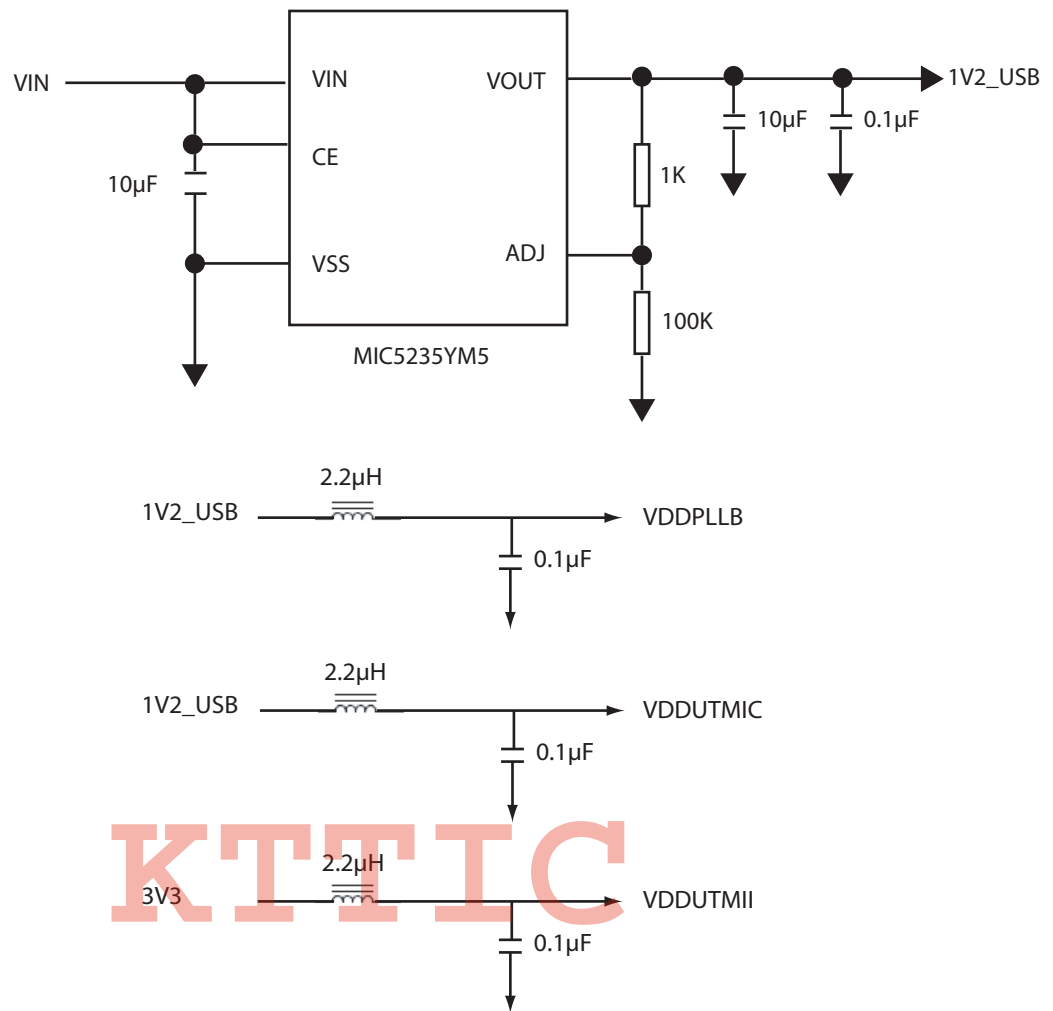 VIN
VIN
VOUT
1V2_USB
10µF
0.1µF
CE
10µF
1K
ADJ
VSS
100K
MIC5235YM5
2.2µH
1V2_USB
VDDPLLB
0.1µF
2.2µH
1V2_USB
VDDUTMIC
0.1µF
KTTIC
2.2µH
3V3
VDDUTMII
0.1µF